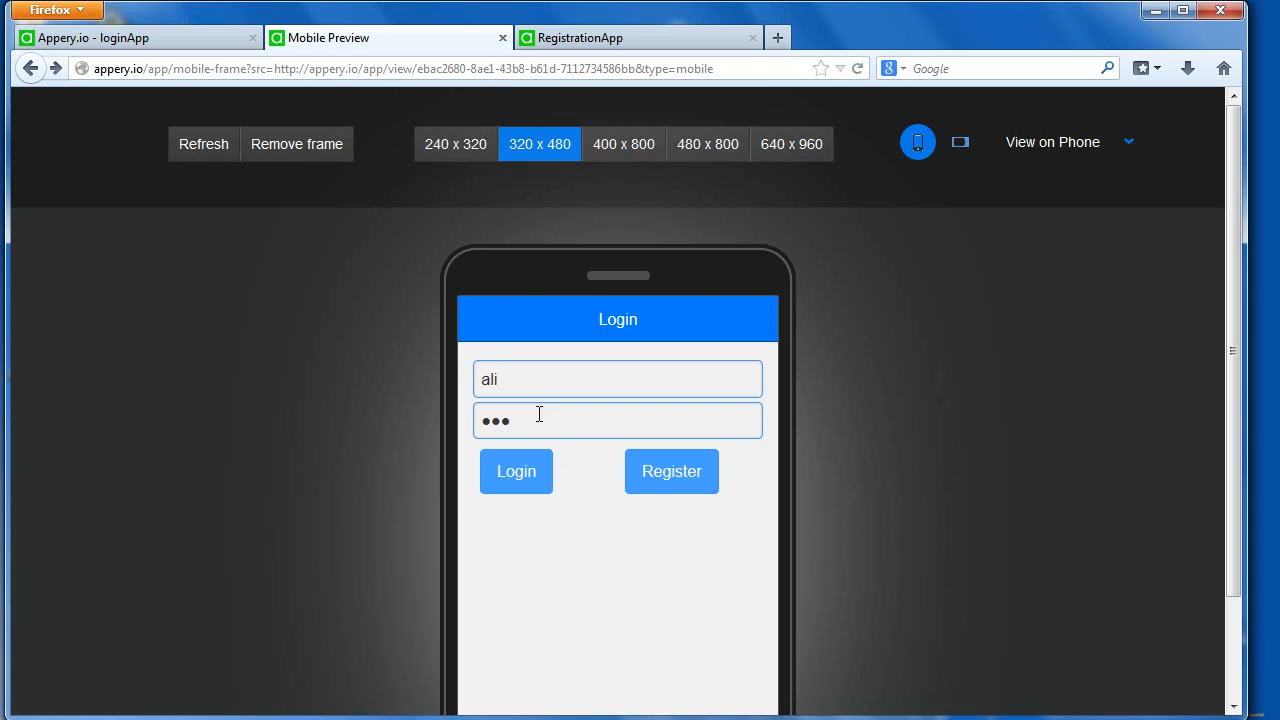 Firefox
Appery.io - loginApp
Mobile Preview
RegistrationApp
appery.io/app/mobile-frame?src=http://appery.io/app/view/ebac2680-8ae1-43b8-b61d-7112734586bb&type=mobile
Google
Refresh
Remove frame
240 x 320
320 x 480
400 x 800
480 x 800
640 x 960
View on Phone
Login
ali
Login
Register